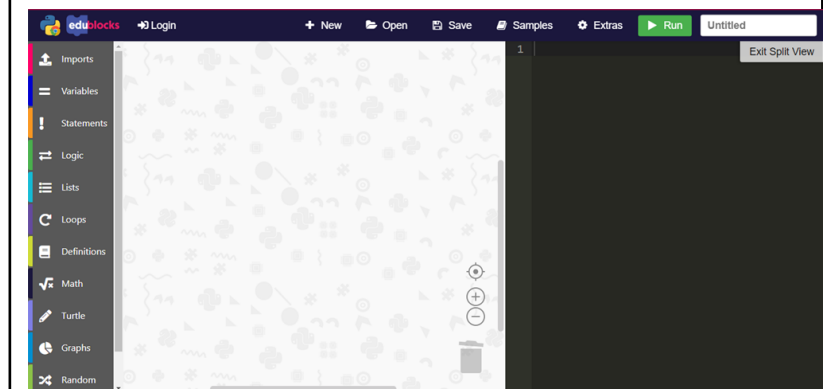 edublocks Login New Open Save Samples Extras Run Untitled
Exit Split View
1
Imports
Variables
Statements
Logic
Lists
Loops
Definitions
Math
Turtle
Graphs
Random